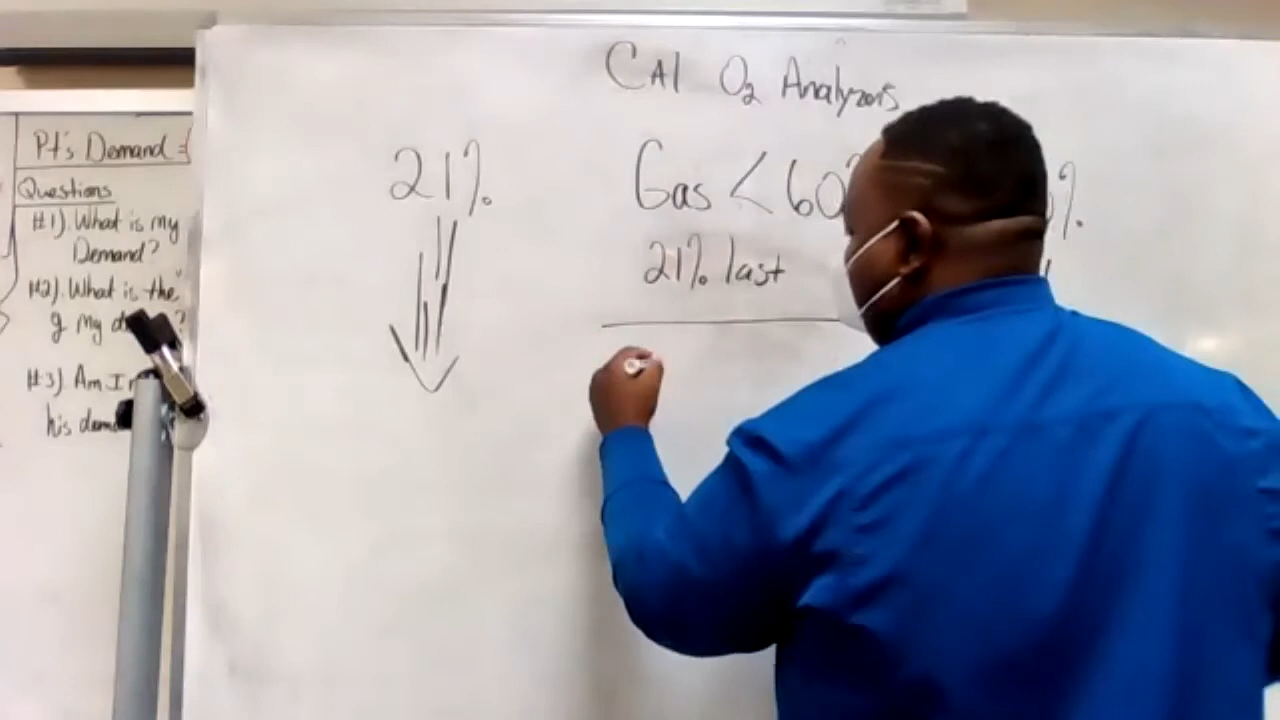 CAl O2 Analyzers
21%
Gas < 60
21% last
%
Pt's Demand =
Questions
#1). What is my
Demand?
#2). What is the
my
?
#3). Am I
his